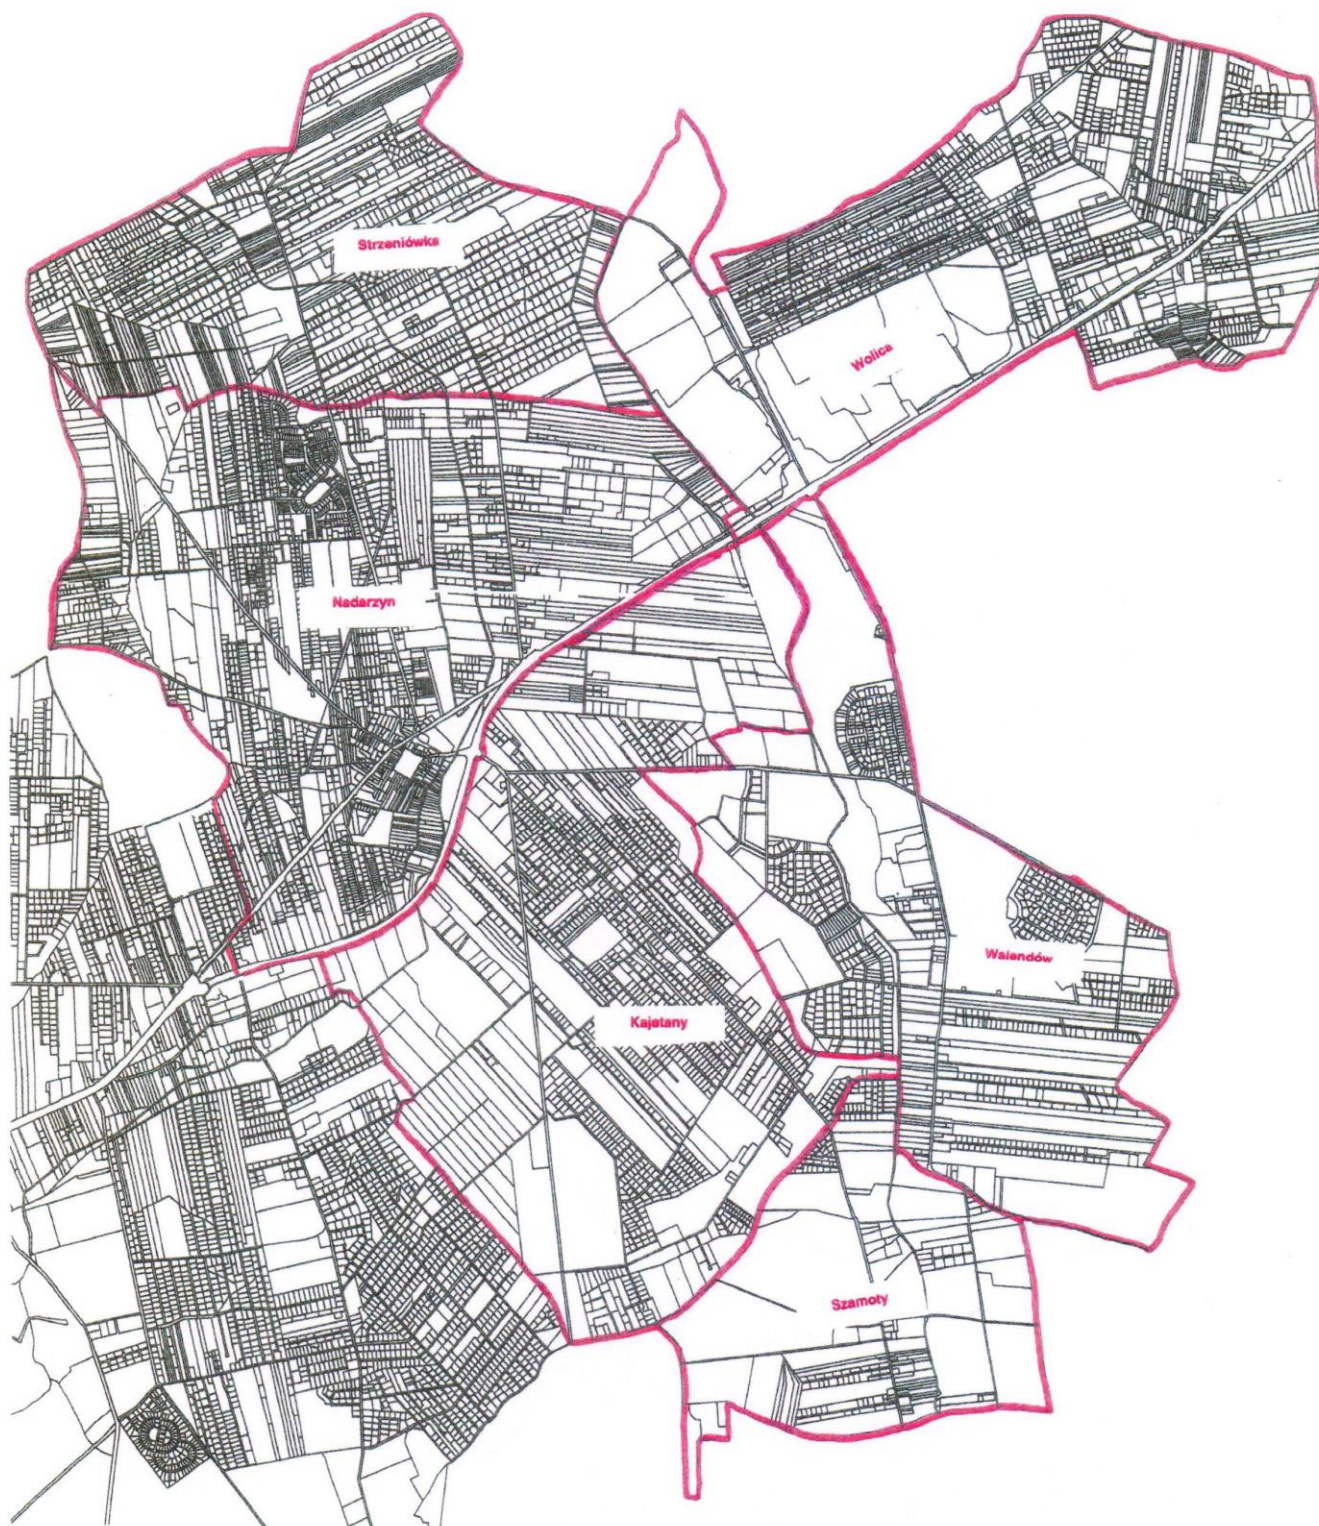 Strzeniówka
Wolica
Nadarzyn
Walendów
Kajetany
Szamoty